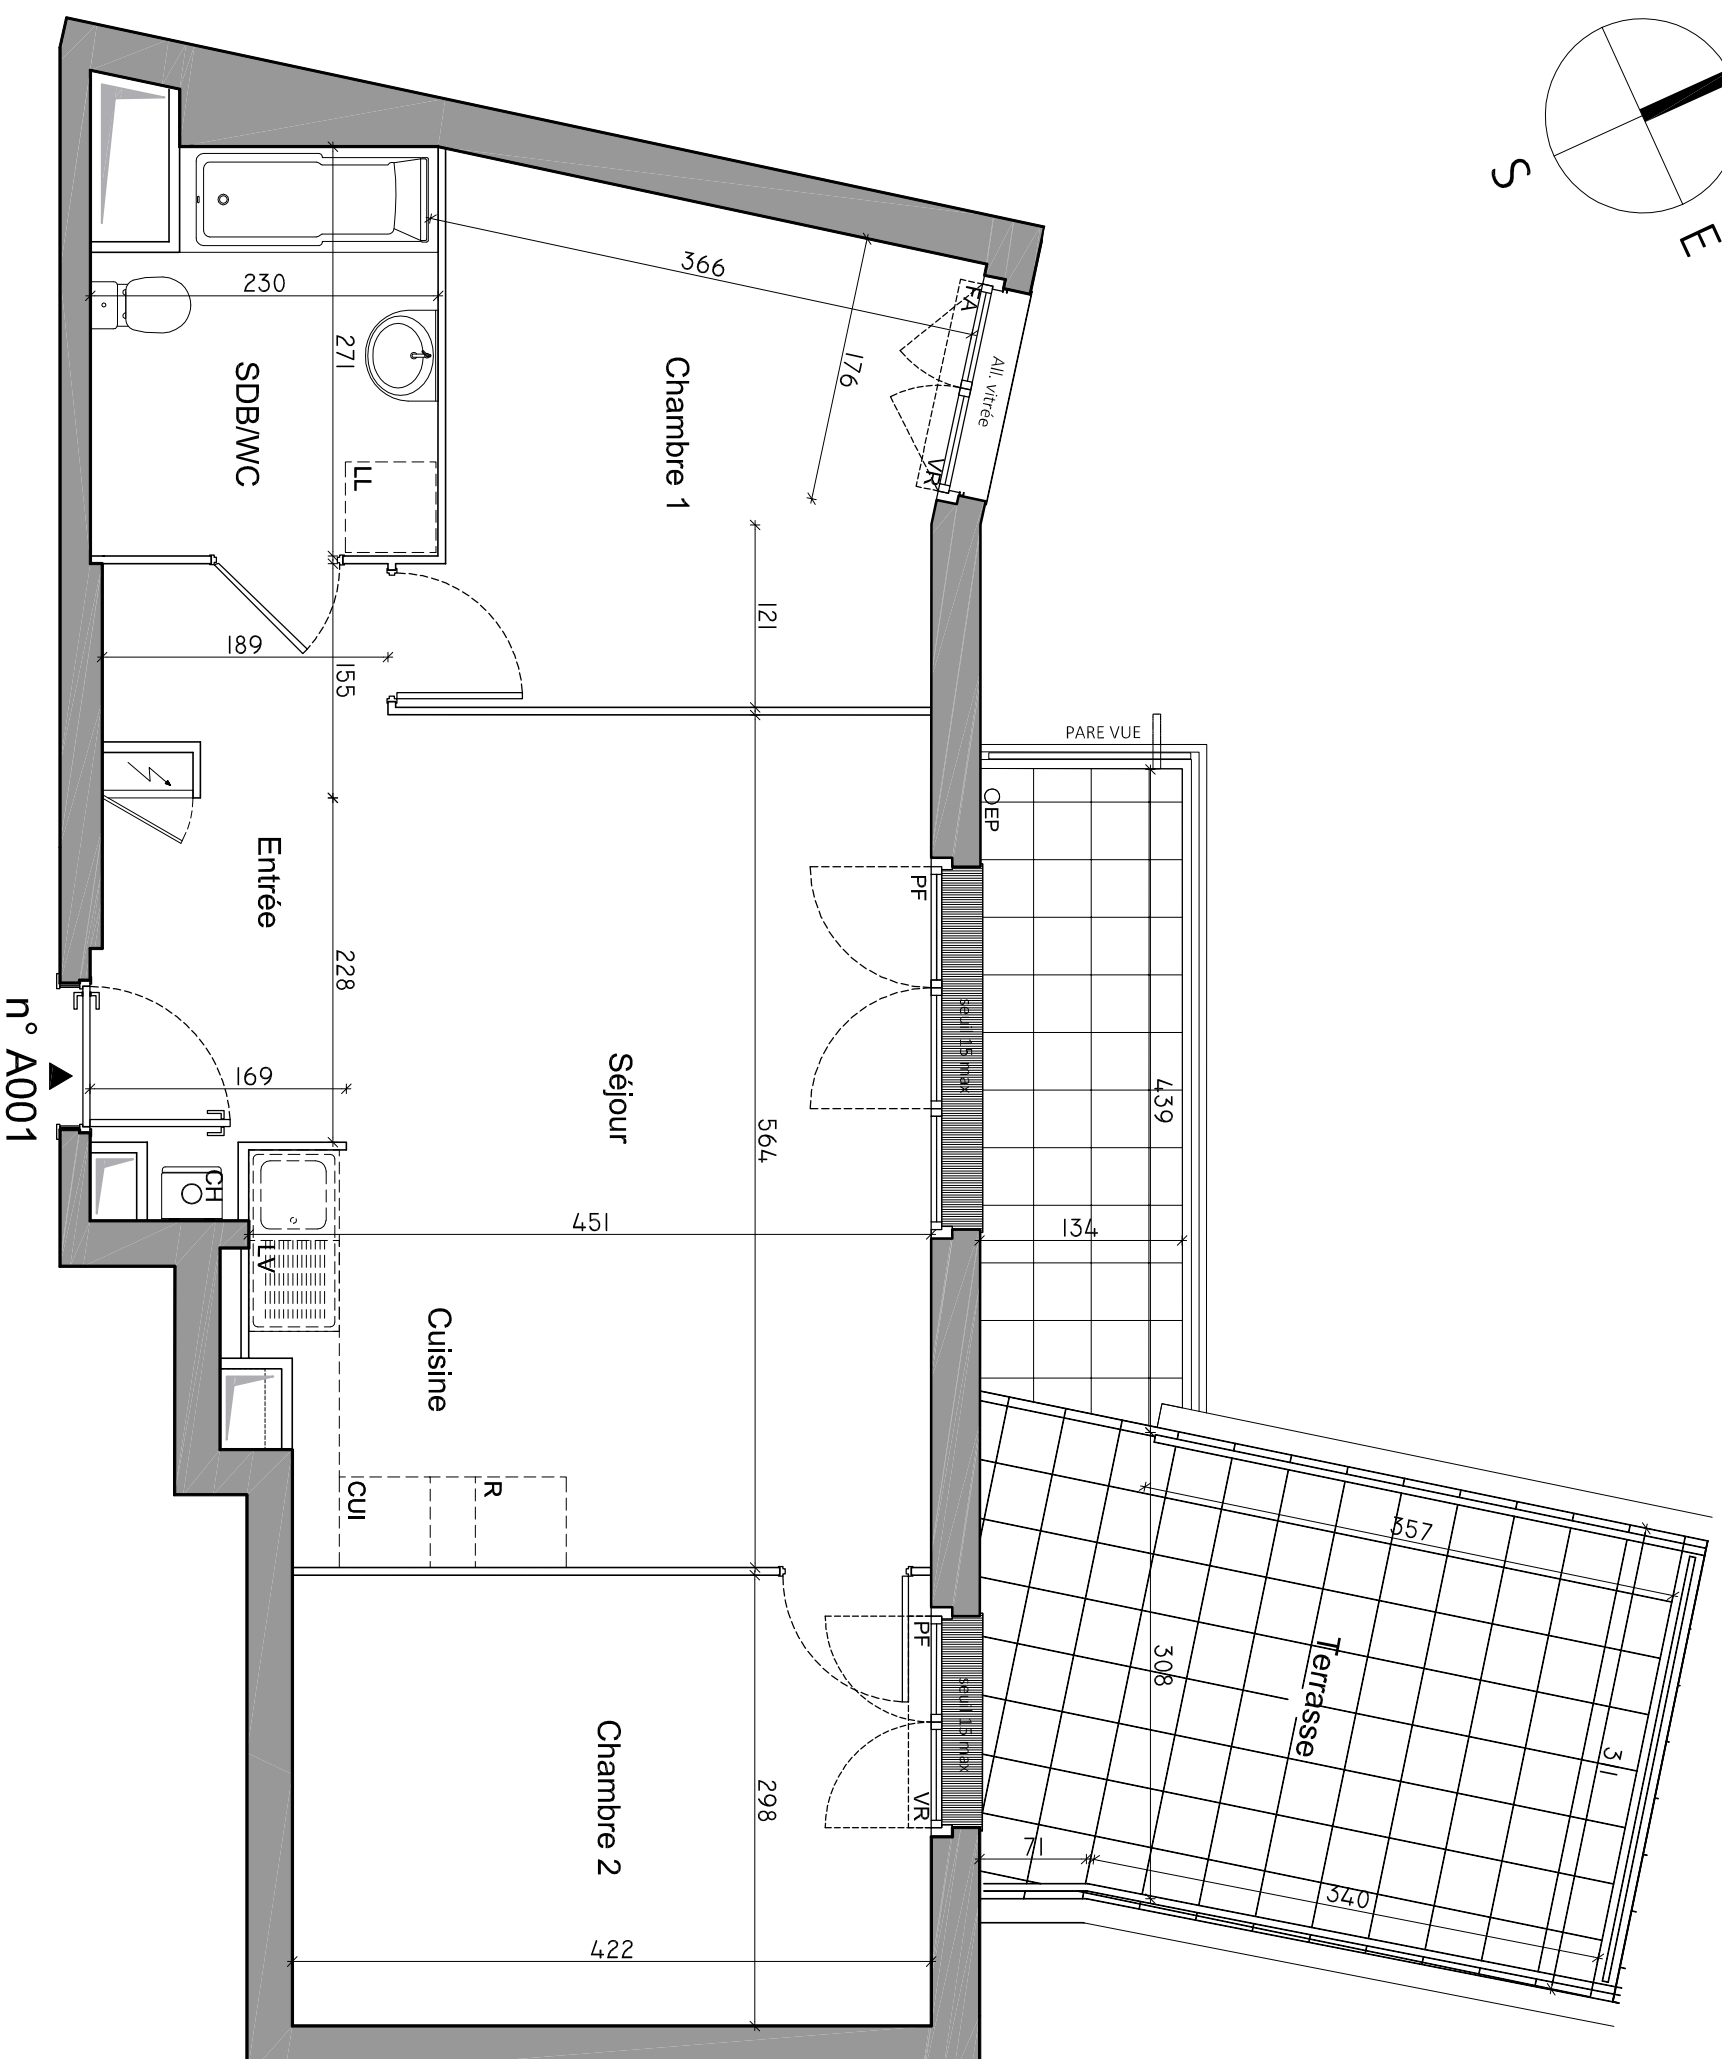 S
E
366
176
FA
All. vitrée
VR
Chambre 1
230
271
SDB/WC
LL
121
189
155
PARE VUE
EP
PF
Entrée
228
seuil 15 max
Séjour
439
n° A001
169
564
CH
451
134
LV
Cuisine
CUI
R
357
PF
308
Terrasse
seuil 15 max
Chambre 2
298
VR
71
340
422